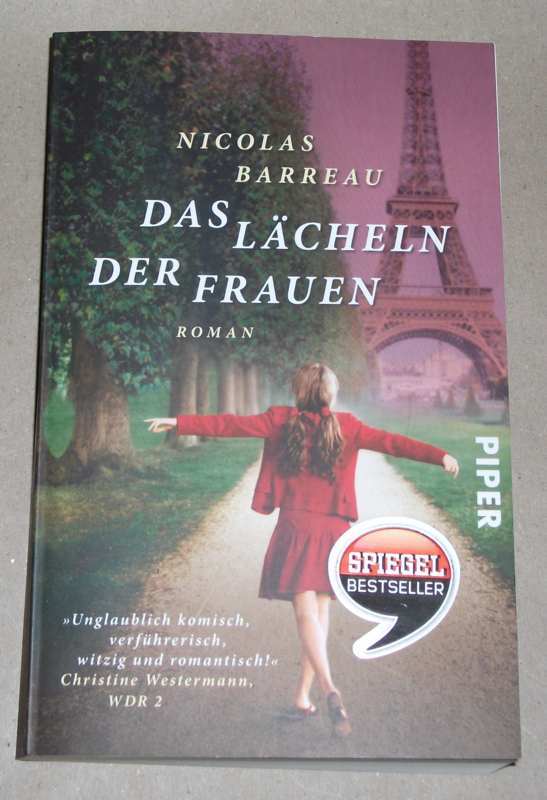 NICOLAS
BARREAU
DAS LÄCHELN
DER FRAUEN
ROMAN
PIPER
SPIEGEL
BESTSELLER
»Unglaublich komisch,
verführerisch,
witzig und romantisch!«
Christine Westermann,
WDR 2